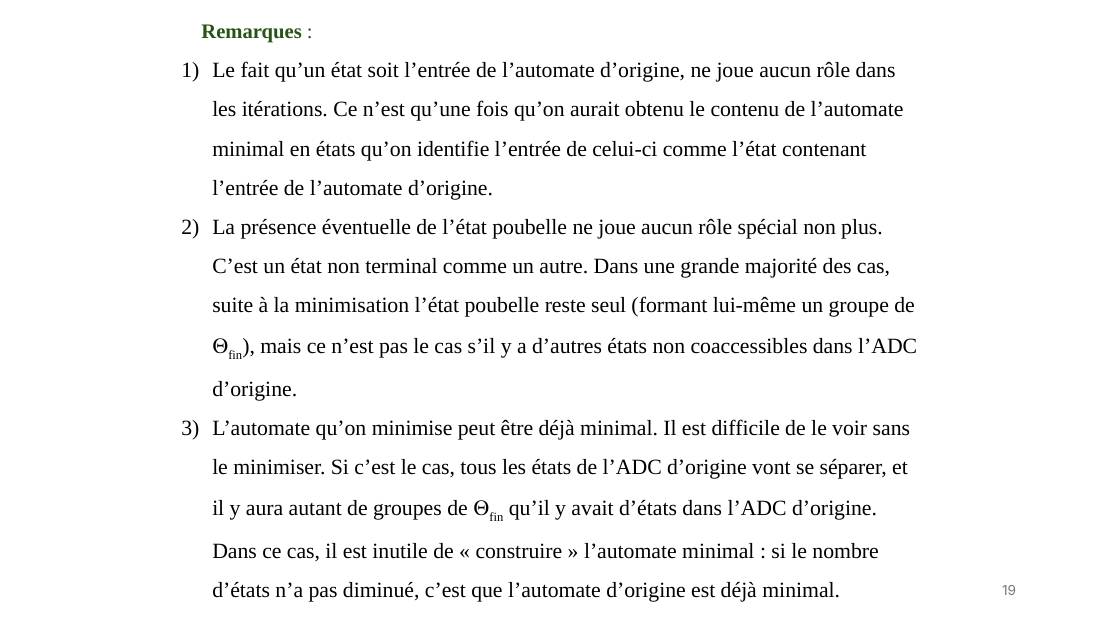 Remarques :
1) Le fait qu’un état soit l’entrée de l’automate d’origine, ne joue aucun rôle dans
les itérations. Ce n’est qu’une fois qu’on aurait obtenu le contenu de l’automate
minimal en états qu’on identifie l’entrée de celui-ci comme l’état contenant
l’entrée de l’automate d’origine.
2) La présence éventuelle de l’état poubelle ne joue aucun rôle spécial non plus.
C’est un état non terminal comme un autre. Dans une grande majorité des cas,
suite à la minimisation l’état poubelle reste seul (formant lui-même un groupe de
Θfin), mais ce n’est pas le cas s’il y a d’autres états non coaccessibles dans l’ADC
d’origine.
3) L’automate qu’on minimise peut être déjà minimal. Il est difficile de le voir sans
le minimiser. Si c’est le cas, tous les états de l’ADC d’origine vont se séparer, et
il y aura autant de groupes de Θfin qu’il y avait d’états dans l’ADC d’origine.
Dans ce cas, il est inutile de « construire » l’automate minimal : si le nombre
d’états n’a pas diminué, c’est que l’automate d’origine est déjà minimal.
19